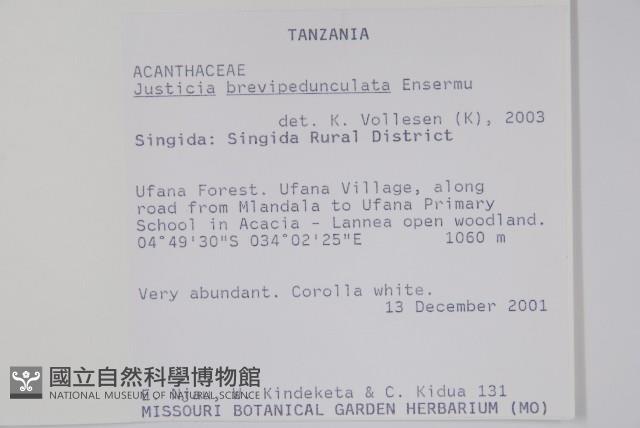 TANZANIA
ACANTHACEAE
Justicia brevipedunculata Ensermu
det. K. Vollesen (K), 2003
Singida: Singida Rural District
Ufana Forest. Ufana Village, along
road from Mlandala to Ufana Primary
School in Acacia - Lannea open woodland.
04°49'30"S 034°02'25"E 1060 m
Very abundant. Corolla white.
13 December 2001
國立自然科學博物館
NATIONAL MUSEUM OF NATURAL SCIENCE
Kindeketa & C. Kidua 131
MISSOURI BOTANICAL GARDEN HERBARIUM (MO)